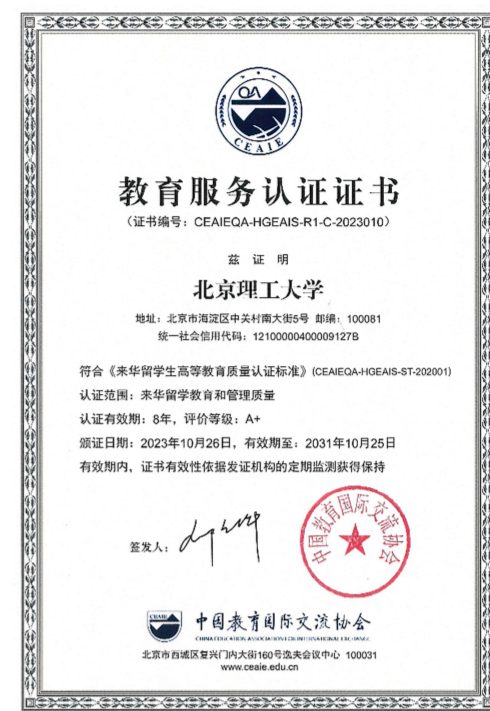 QA
CEAIE
教育服务认证证书
（证书编号：CEAIEQA-HGEAIS-R1-C-2023010）
兹 证 明
北京理工大学
地址：北京市海淀区中关村南大街5号 邮编：100081
统一社会信用代码：12100000400009127B
符合《来华留学生高等教育质量认证标准》(CEAIEQA-HGEAIS-ST-202001)
认证范围：来华留学教育和管理质量
认证有效期：8年，评价等级：A+
颁证日期：2023年10月26日，有效期至：2031年10月25日
有效期内，证书有效性依据发证机构的定期监测获得保持
签发人：
中国教育国际交流协会
CEAIE
中国教育国际交流协会
CHINA EDUCATION ASSOCIATION FOR INTERNATIONAL EXCHANGE
北京市西城区复兴门内大街160号逸夫会议中心 100031
www.ceaie.edu.cn